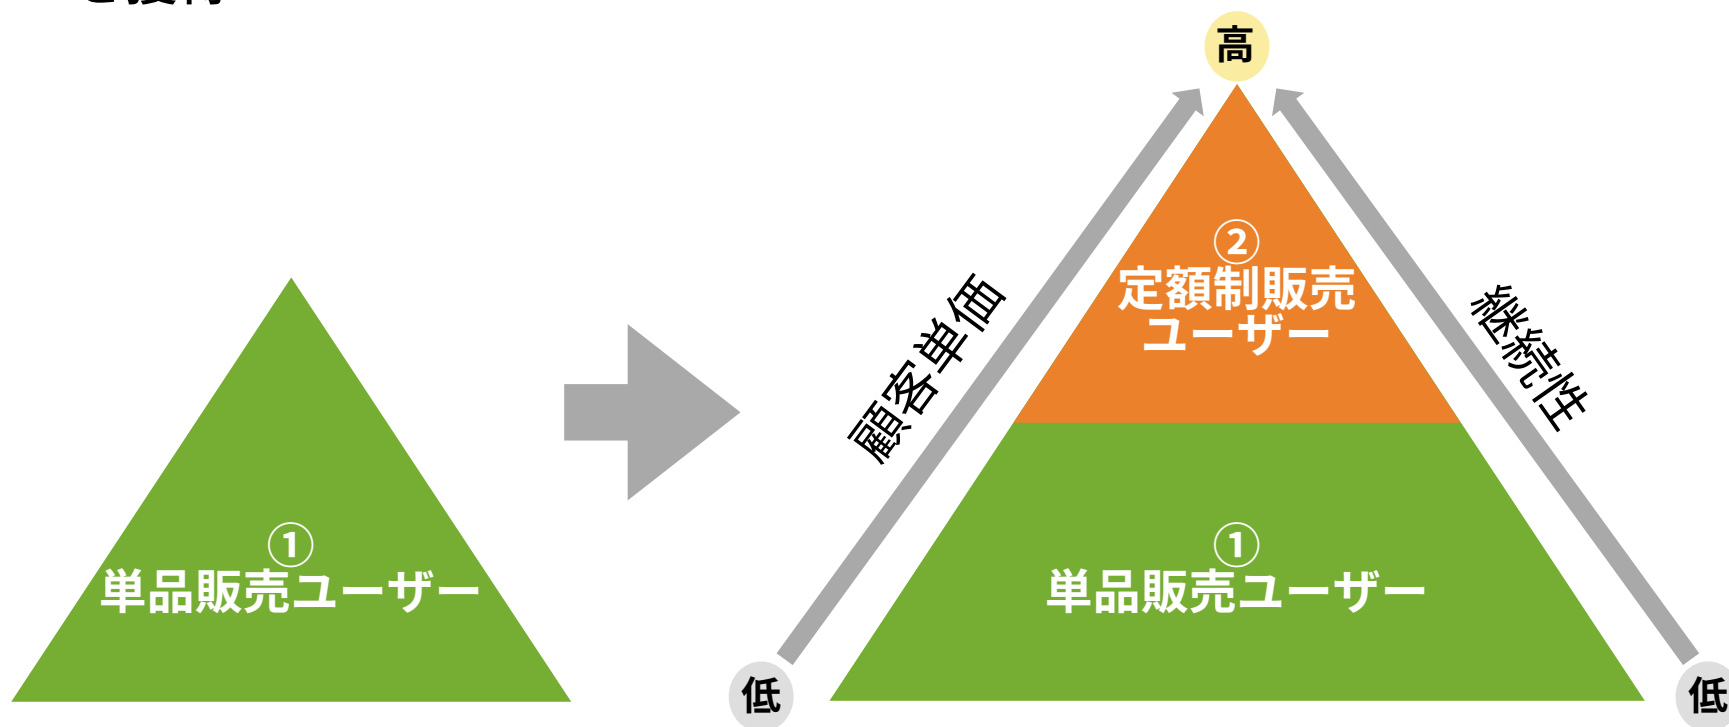 高
②
定額制販売
ユーザー
顧客単価
継続性
①
単品販売ユーザー
①
単品販売ユーザー
低
低